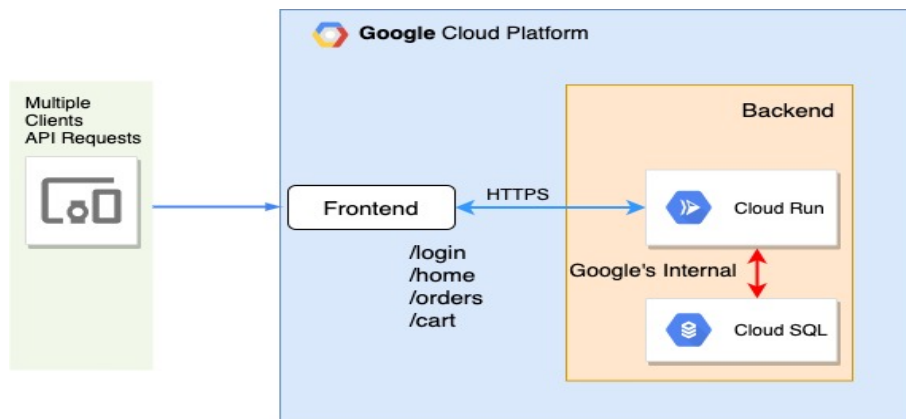 Google Cloud Platform
Multiple
Clients
API Requests
Backend
HTTPS
Frontend
Cloud Run
/login
/home
/orders
/cart
Google's Internal
Cloud SQL